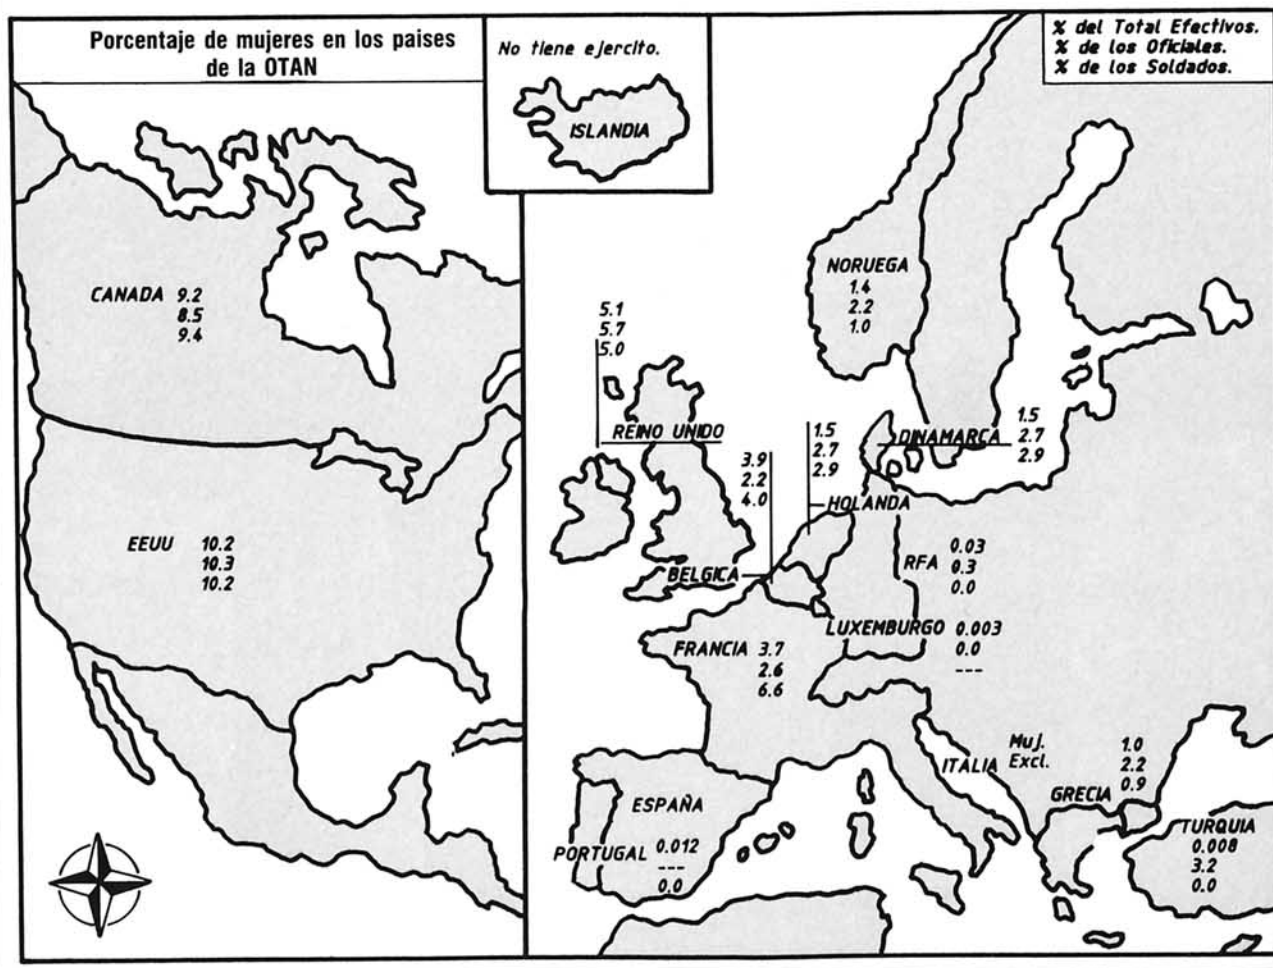 Porcentaje de mujeres en los paises
de la OTAN
No tiene ejercito.
ISLANDIA
% del Total Efectivos.
% de los Oficiales.
% de los Soldados.
CANADA 9.2
8.5
9.4
EEUU 10.2
10.3
10.2
NORUEGA
1.4
2.2
1.0
5.1
5.7
5.0
REINO UNIDO
1.5
2.7
2.9
DINAMARCA
1.5
2.7
2.9
HOLANDA
3.9
2.2
4.0
BELGICA
RFA
0.03
0.3
0.0
LUXEMBURGO 0.003
0.0
---
FRANCIA 3.7
2.6
6.6
ITALIA
Muj.
Excl.
GRECIA
1.0
2.2
0.9
ESPAÑA
PORTUGAL 0.012
---
0.0
TURQUIA
0.008
3.2
0.0